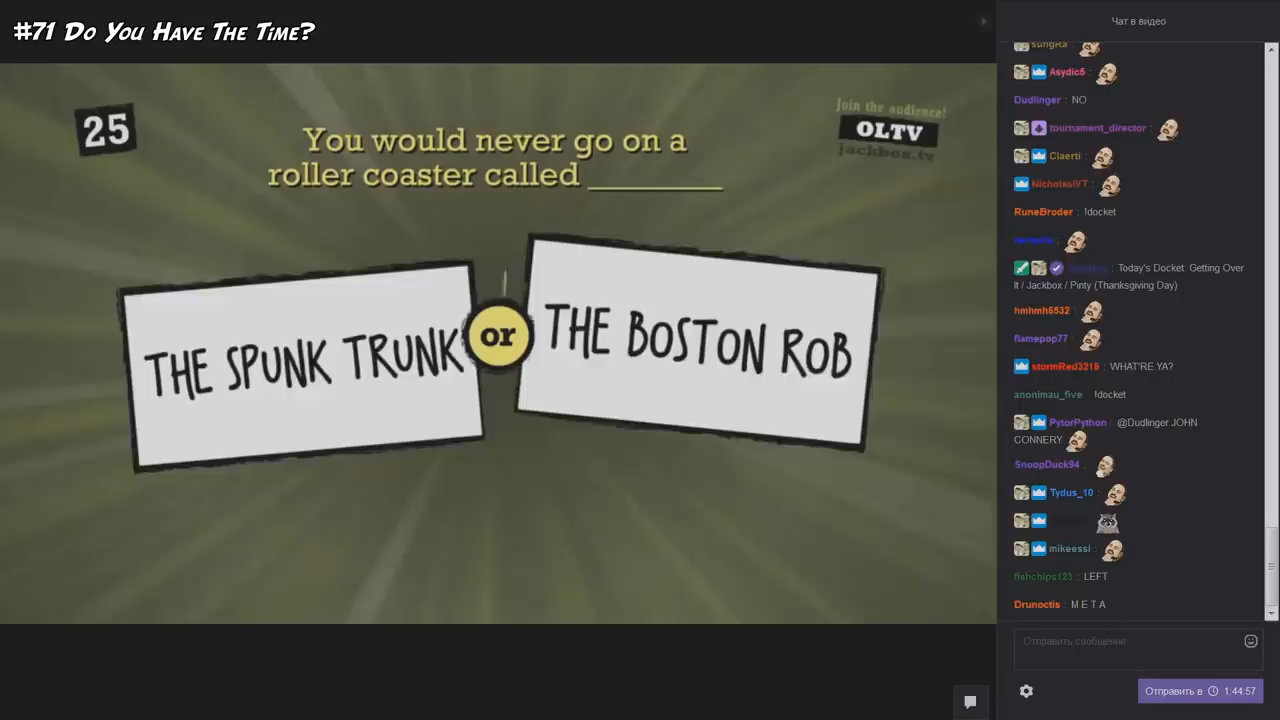 #71 Do You Have The Time?
25
Join the audience!
OLTV
jackbox.tv
You would never go on a
roller coaster called ________
THE SPUNK TRUNK
or
THE BOSTON ROB
Чат в видео
sungRa
Asydic5 :
Dudlinger : NO
tournament_director :
Claerti :
NicholasIVT :
RuneBroder : !docket
: Today's Docket: Getting Over
It / Jackbox / Pinty (Thanksgiving Day)
hmhmh6532 :
flamepop77 :
: WHAT'RE YA?
anonimau_five : !docket
PytorPython : @Dudlinger JOHN
CONNERY
SnoopDuck94 :
Tydus_10 :
mikeessi :
fishchips123 : LEFT
Drunoctis : M E T A
Отправить сообщение
Отправить в 1:44:57